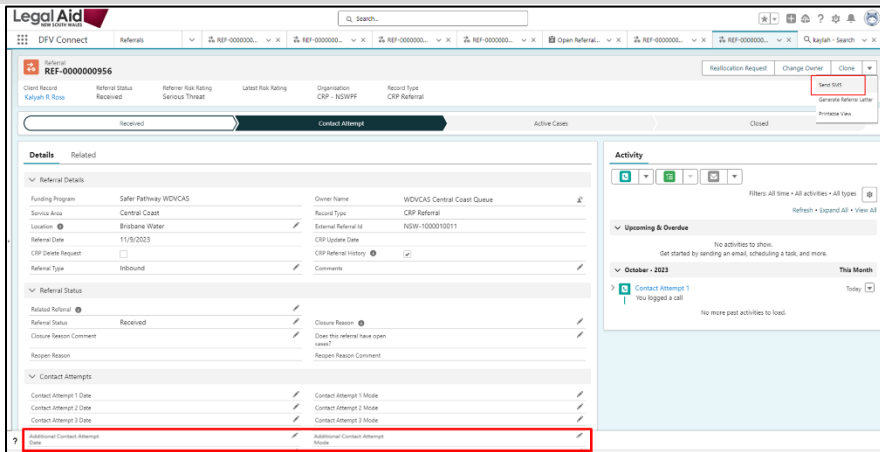 Legal Aid
NEW SOUTH WALES
Search...
DFV Connect
Referrals
REF-0000000...
REF-0000000...
REF-0000000...
REF-0000000...
Open Referral...
REF-0000000...
REF-0000000...
kaylah - Search
Referral
REF-0000000956
Reallocation Request
Change Owner
Clone
Send SMS
Generate Referral Letter
Printable View
Client Record
Referral Status
Referrer Risk Rating
Latest Risk Rating
Organisation
Record Type
Kalyah R Ross
Received
Serious Threat
CRP - NSWPF
CRP Referral
Received
Contact Attempt
Active Cases
Closed
Details
Related
Referral Details
Funding Program
Safer Pathway WDVCAS
Owner Name
WDVCAS Central Coast Queue
Service Area
Central Coast
Record Type
CRP Referral
Location
Brisbane Water
External Referral Id
NSW-1000010011
Referral Date
11/9/2023
CRP Update Date
CRP Delete Request
CRP Referral History
Referral Type
Inbound
Comments
Referral Status
Related Referral
Referral Status
Received
Closure Reason
Closure Reason Comment
Does this referral have open
cases?
Reopen Reason
Reopen Reason Comment
Contact Attempts
Contact Attempt 1 Date
Contact Attempt 1 Mode
Contact Attempt 2 Date
Contact Attempt 2 Mode
Contact Attempt 3 Date
Contact Attempt 3 Mode
Additional Contact Attempt
Date
Additional Contact Attempt
Mode
Activity
Filters: All time • All activities • All types
Refresh • Expand All • View All
Upcoming & Overdue
No activities to show.
Get started by sending an email, scheduling a task, and more.
October • 2023
This Month
Contact Attempt 1
Today
You logged a call
No more past activities to load.